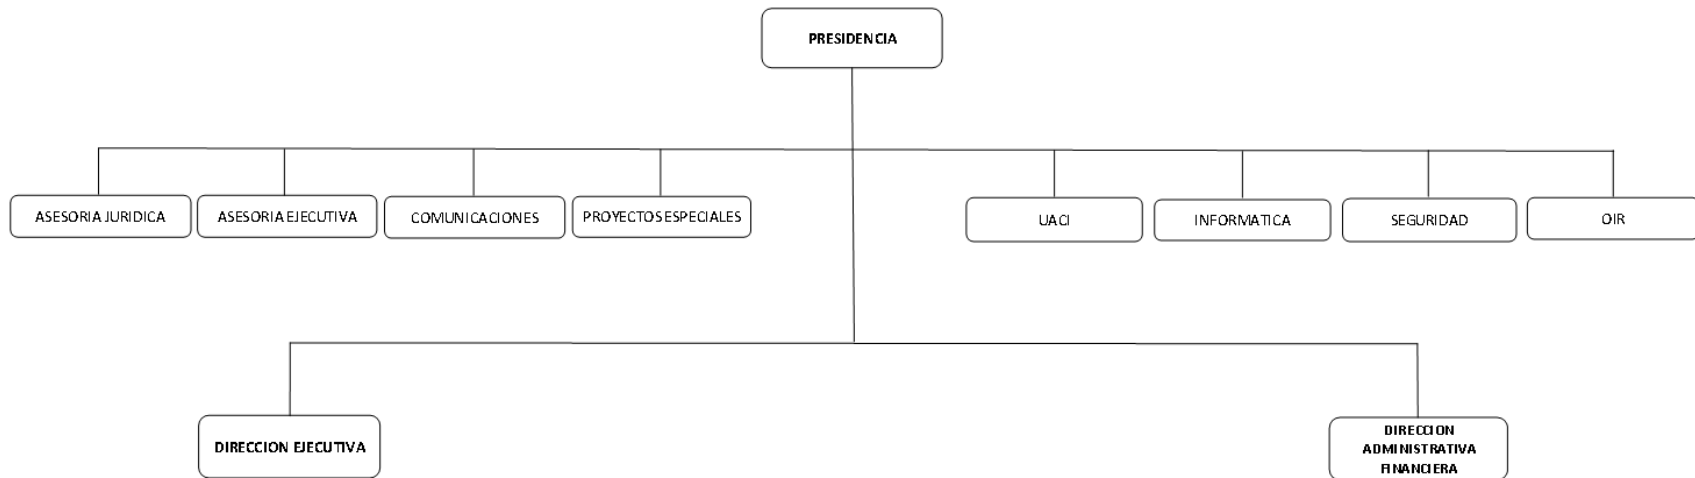 PRESIDENCIA
ASESORIA JURIDICA
ASESORIA EJECUTIVA
COMUNICACIONES
PROYECTOS ESPECIALES
UACI
INFORMATICA
SEGURIDAD
OIR
DIRECCION EJECUTIVA
DIRECCION
ADMINISTRATIVA
FINANCIERA